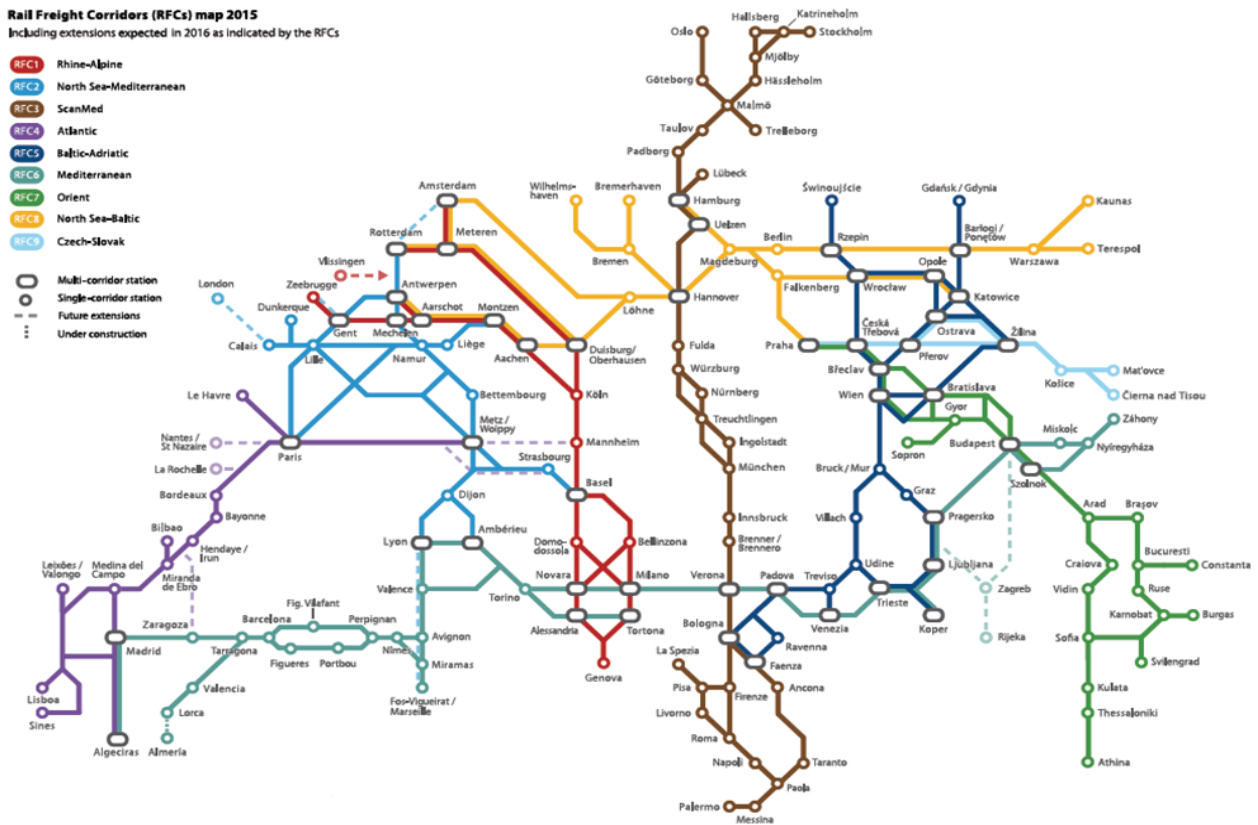 Rail Freight Corridors (RFCs) map 2015
Including extensions expected in 2016 as indicated by the RFCs
RFC1 Rhine-Alpine
RFC2 North Sea-Mediterranean
RFC3 ScanMed
RFC4 Atlantic
RFC5 Baltic-Adriatic
RFC6 Mediterranean
RFC7 Orient
RFC8 North Sea-Baltic
RFC9 Czech-Slovak
Multi-corridor station
Single-corridor station
Future extensions
Under construction
Oslo
Hallsberg
Katrineholm
Stockholm
Mjölby
Göteborg
Hässleholm
Malmö
Taulov
Trelleborg
Padborg
Lübeck
Hamburg
Uelzen
Amsterdam
Wilhelms-
haven
Bremerhaven
Świnoujście
Gdańsk / Gdynia
Kaunas
Rotterdam
Meteren
Bremen
Magdeburg
Berlin
Rzepin
Barłogi /
Ponętów
Warszawa
Terespol
Vlissingen
London
Zeebrugge
Dunkerque
Antwerpen
Aarschot
Montzen
Löhne
Hannover
Falkenberg
Wrocław
Opole
Katowice
Gent
Mechelen
Calais
Lille
Namur
Liège
Aachen
Duisburg/
Oberhausen
Fulda
Praha
Česká
Třebová
Ostrava
Přerov
Žilina
Würzburg
Břeclav
Košice
Mat'ovce
Čierna nad Tisou
Le Havre
Bettembourg
Köln
Nürnberg
Wien
Bratislava
Gyor
Záhony
Treuchtlingen
Metz /
Woippy
Nantes /
St Nazaire
Paris
Mannheim
Ingolstadt
Sopron
Budapest
Miskolc
Nyíregyháza
La Rochelle
Strasbourg
München
Bruck / Mur
Szolnok
Bordeaux
Dijon
Basel
Graz
Bayonne
Innsbruck
Villach
Pragersko
Arad
Braşov
Bilbao
Hendaye /
Irun
Lyon
Ambérieu
Domo-
dossola
Bellinzona
Brenner /
Brennero
Bucuresti
Constanta
Leixões /
Valongo
Medina del
Campo
Miranda
de Ebro
Valence
Torino
Novara
Milano
Verona
Padova
Treviso
Udine
Ljubljana
Trieste
Zagreb
Craiova
Vidin
Ruse
Zaragoza
Barcelona
Fig. Vilafant
Perpignan
Alessandria
Tortona
Bologna
Venezia
Koper
Karnobat
Burgas
Madrid
Tarragona
Figueres
Portbou
Nîmes
Avignon
Ravenna
Rijeka
Sofia
Genova
La Spezia
Faenza
Svilengrad
Miramas
Lisboa
Valencia
Fos-Vigueirat /
Marseille
Pisa
Firenze
Ancona
Kulata
Sines
Lorca
Livorno
Thessaloniki
Algeciras
Almería
Roma
Napoli
Taranto
Athina
Paola
Palermo
Messina